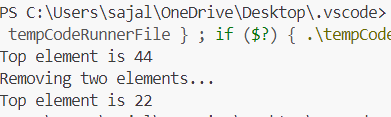 PS C:\Users\sajal\OneDrive\Desktop\.vscode>
tempCodeRunnerFile } ; if ($?) { .\tempCod
Top element is 44
Removing two elements...
Top element is 22